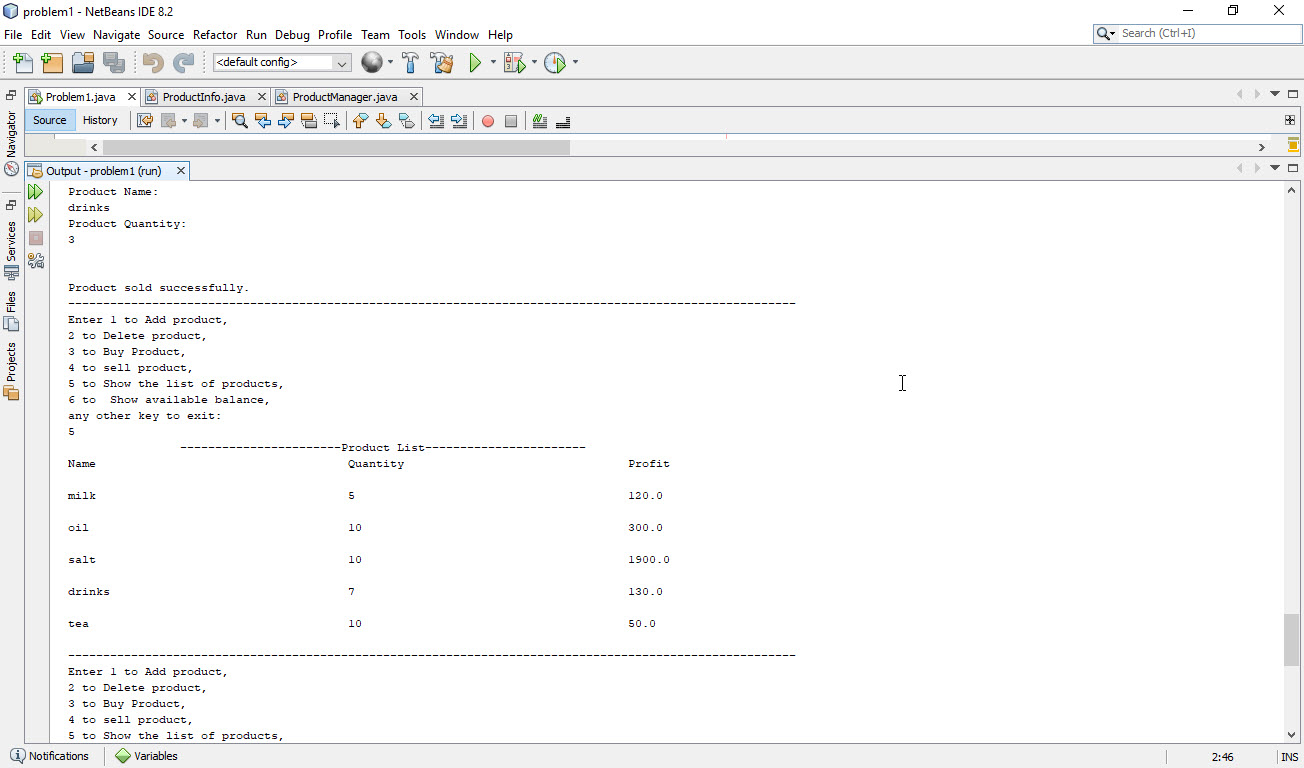 problem1 - NetBeans IDE 8.2
File Edit View Navigate Source Refactor Run Debug Profile Team Tools Window Help
Search (Ctrl+I)
<default config>
Problem1.java ProductInfo.java ProductManager.java
Source History
Navigator
Services
Files
Projects
Output - problem1 (run)
Product Name:
drinks
Product Quantity:
3
Product sold successfully.
--------------------------------------------------------------------------------------------------------
Enter 1 to Add product,
2 to Delete product,
3 to Buy Product,
4 to sell product,
5 to Show the list of products,
6 to  Show available balance,
any other key to exit:
5
-----------------------Product List-----------------------
Name Quantity Profit
milk 5 120.0
oil 10 300.0
salt 10 1900.0
drinks 7 130.0
tea 10 50.0
--------------------------------------------------------------------------------------------------------
Enter 1 to Add product,
2 to Delete product,
3 to Buy Product,
4 to sell product,
5 to Show the list of products,
Notifications Variables 2:46 INS